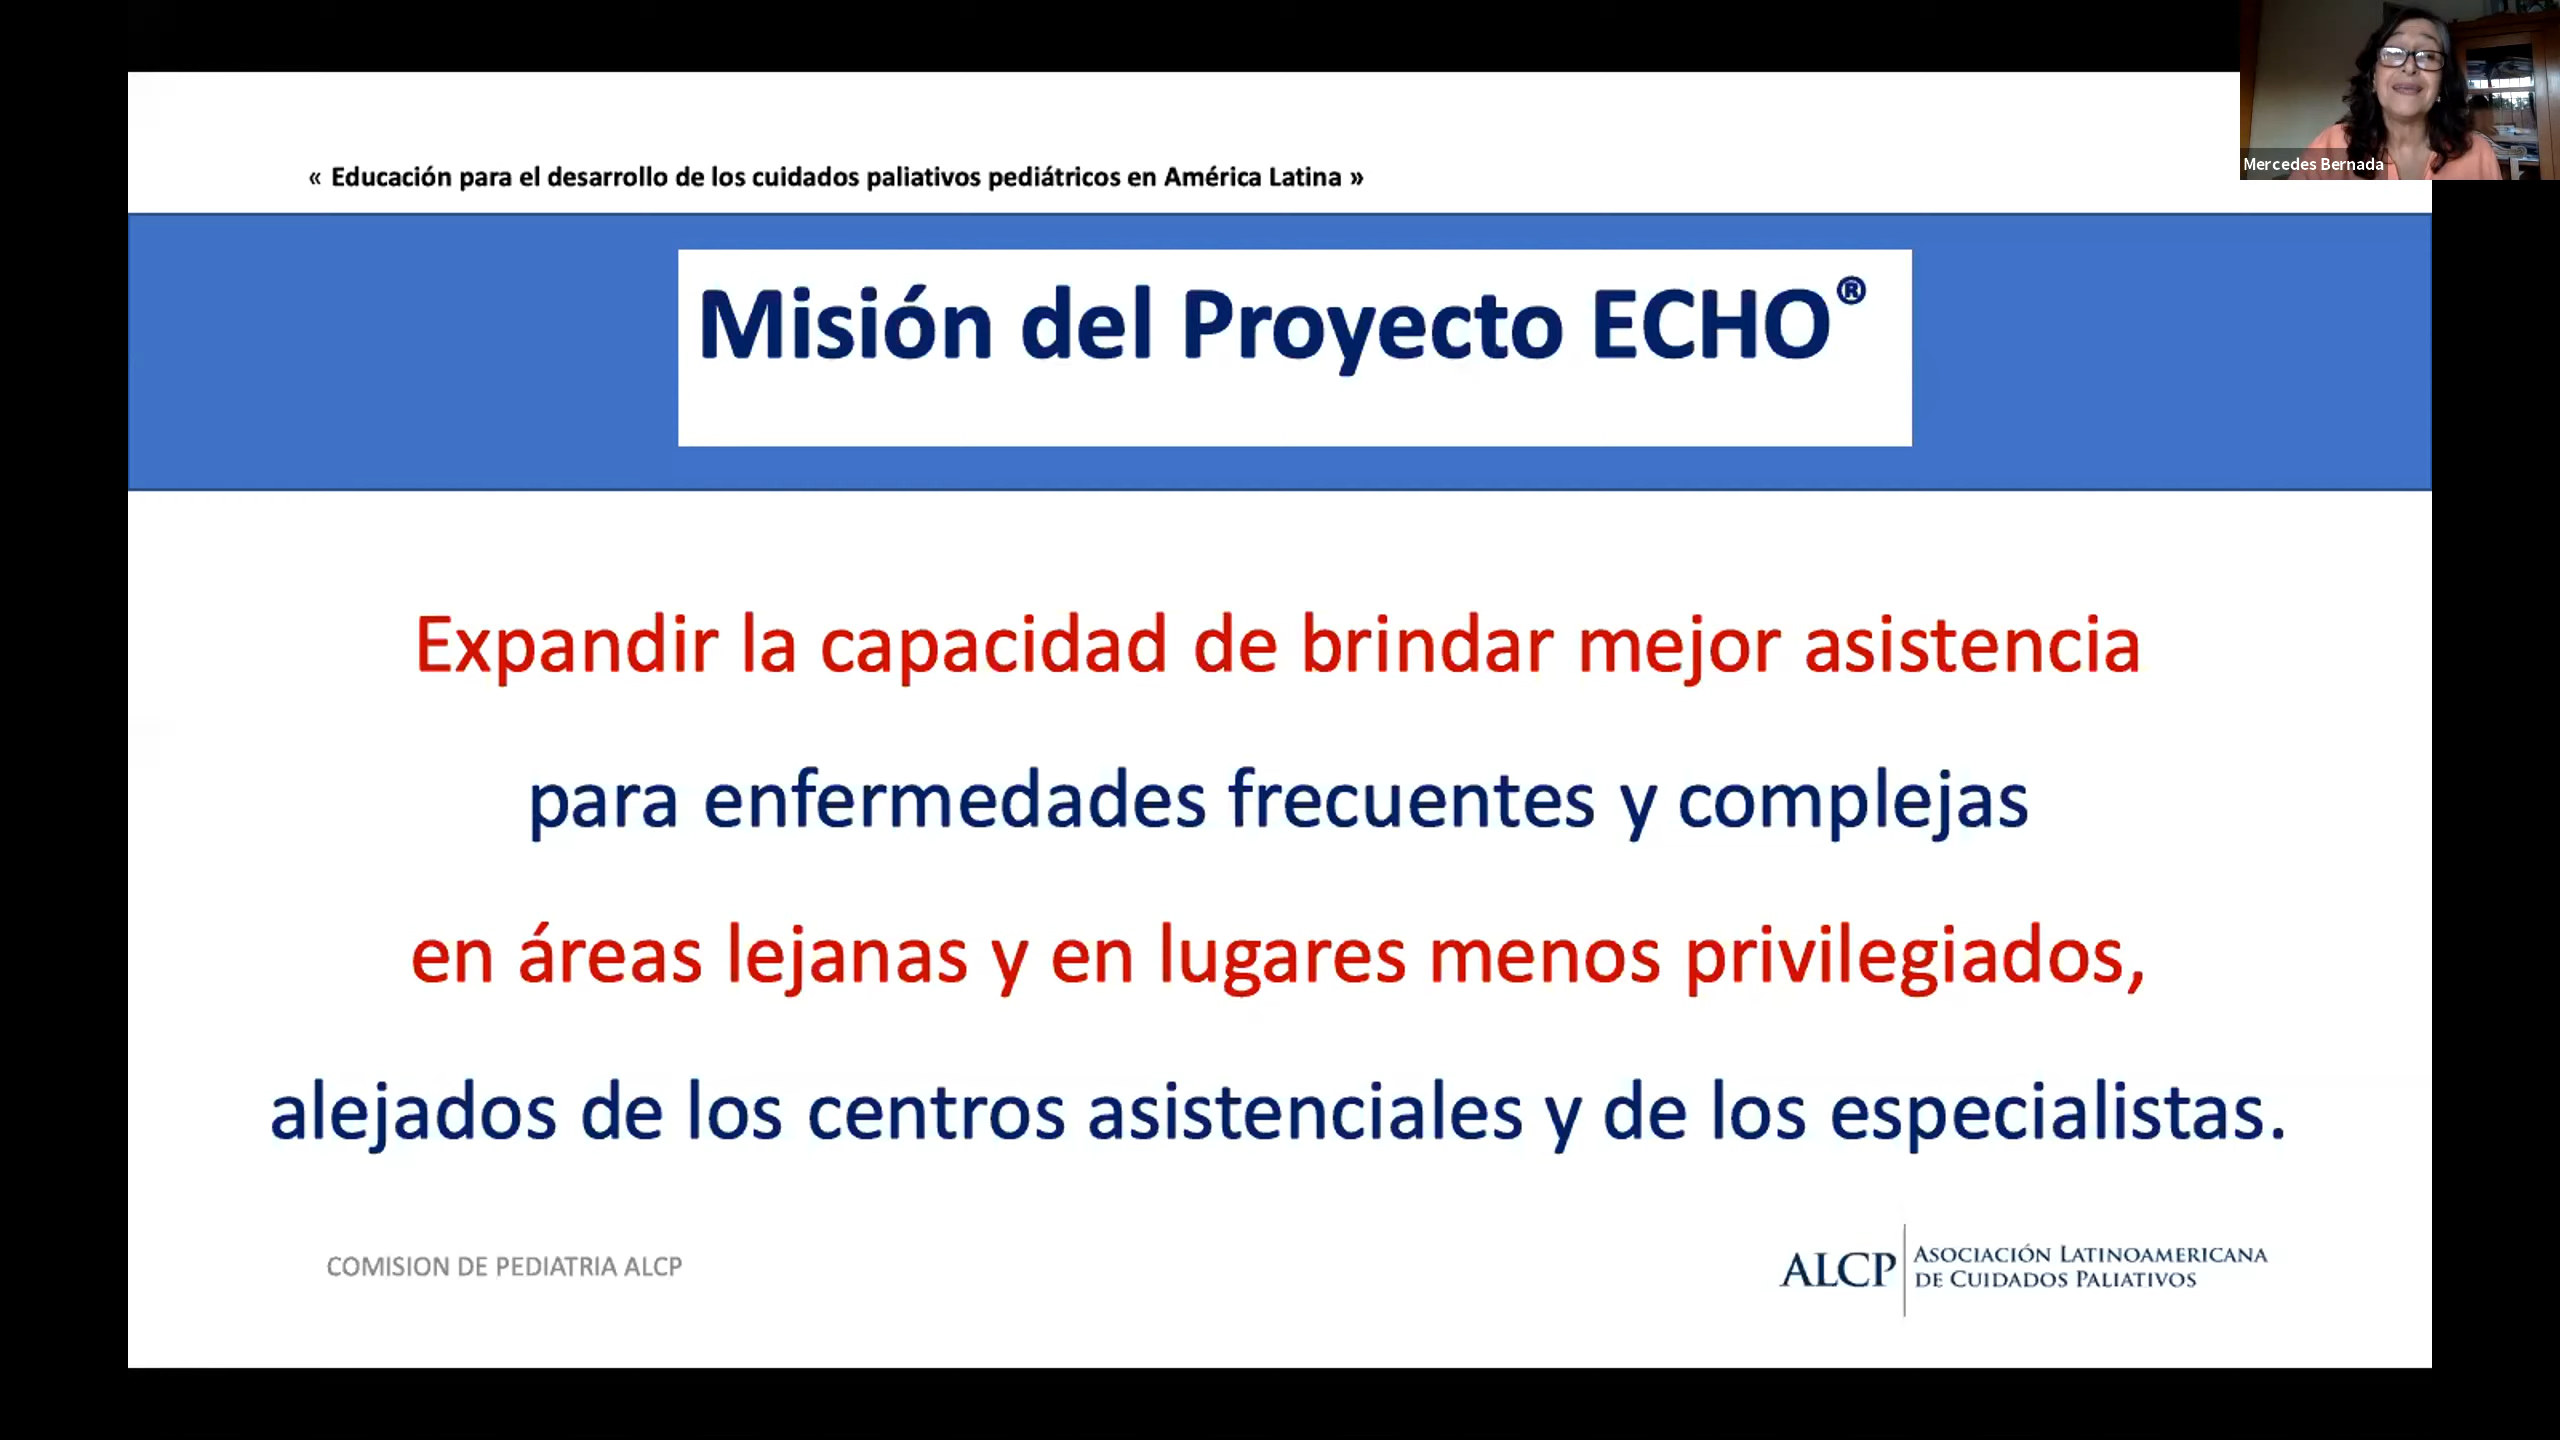 Mercedes Bernada
« Educación para el desarrollo de los cuidados paliativos pediátricos en América Latina »
Misión del Proyecto ECHO®
Expandir la capacidad de brindar mejor asistencia
para enfermedades frecuentes y complejas
en áreas lejanas y en lugares menos privilegiados,
alejados de los centros asistenciales y de los especialistas.
COMISION DE PEDIATRIA ALCP
ALCP
ASOCIACIÓN LATINOAMERICANA
DE CUIDADOS PALIATIVOS